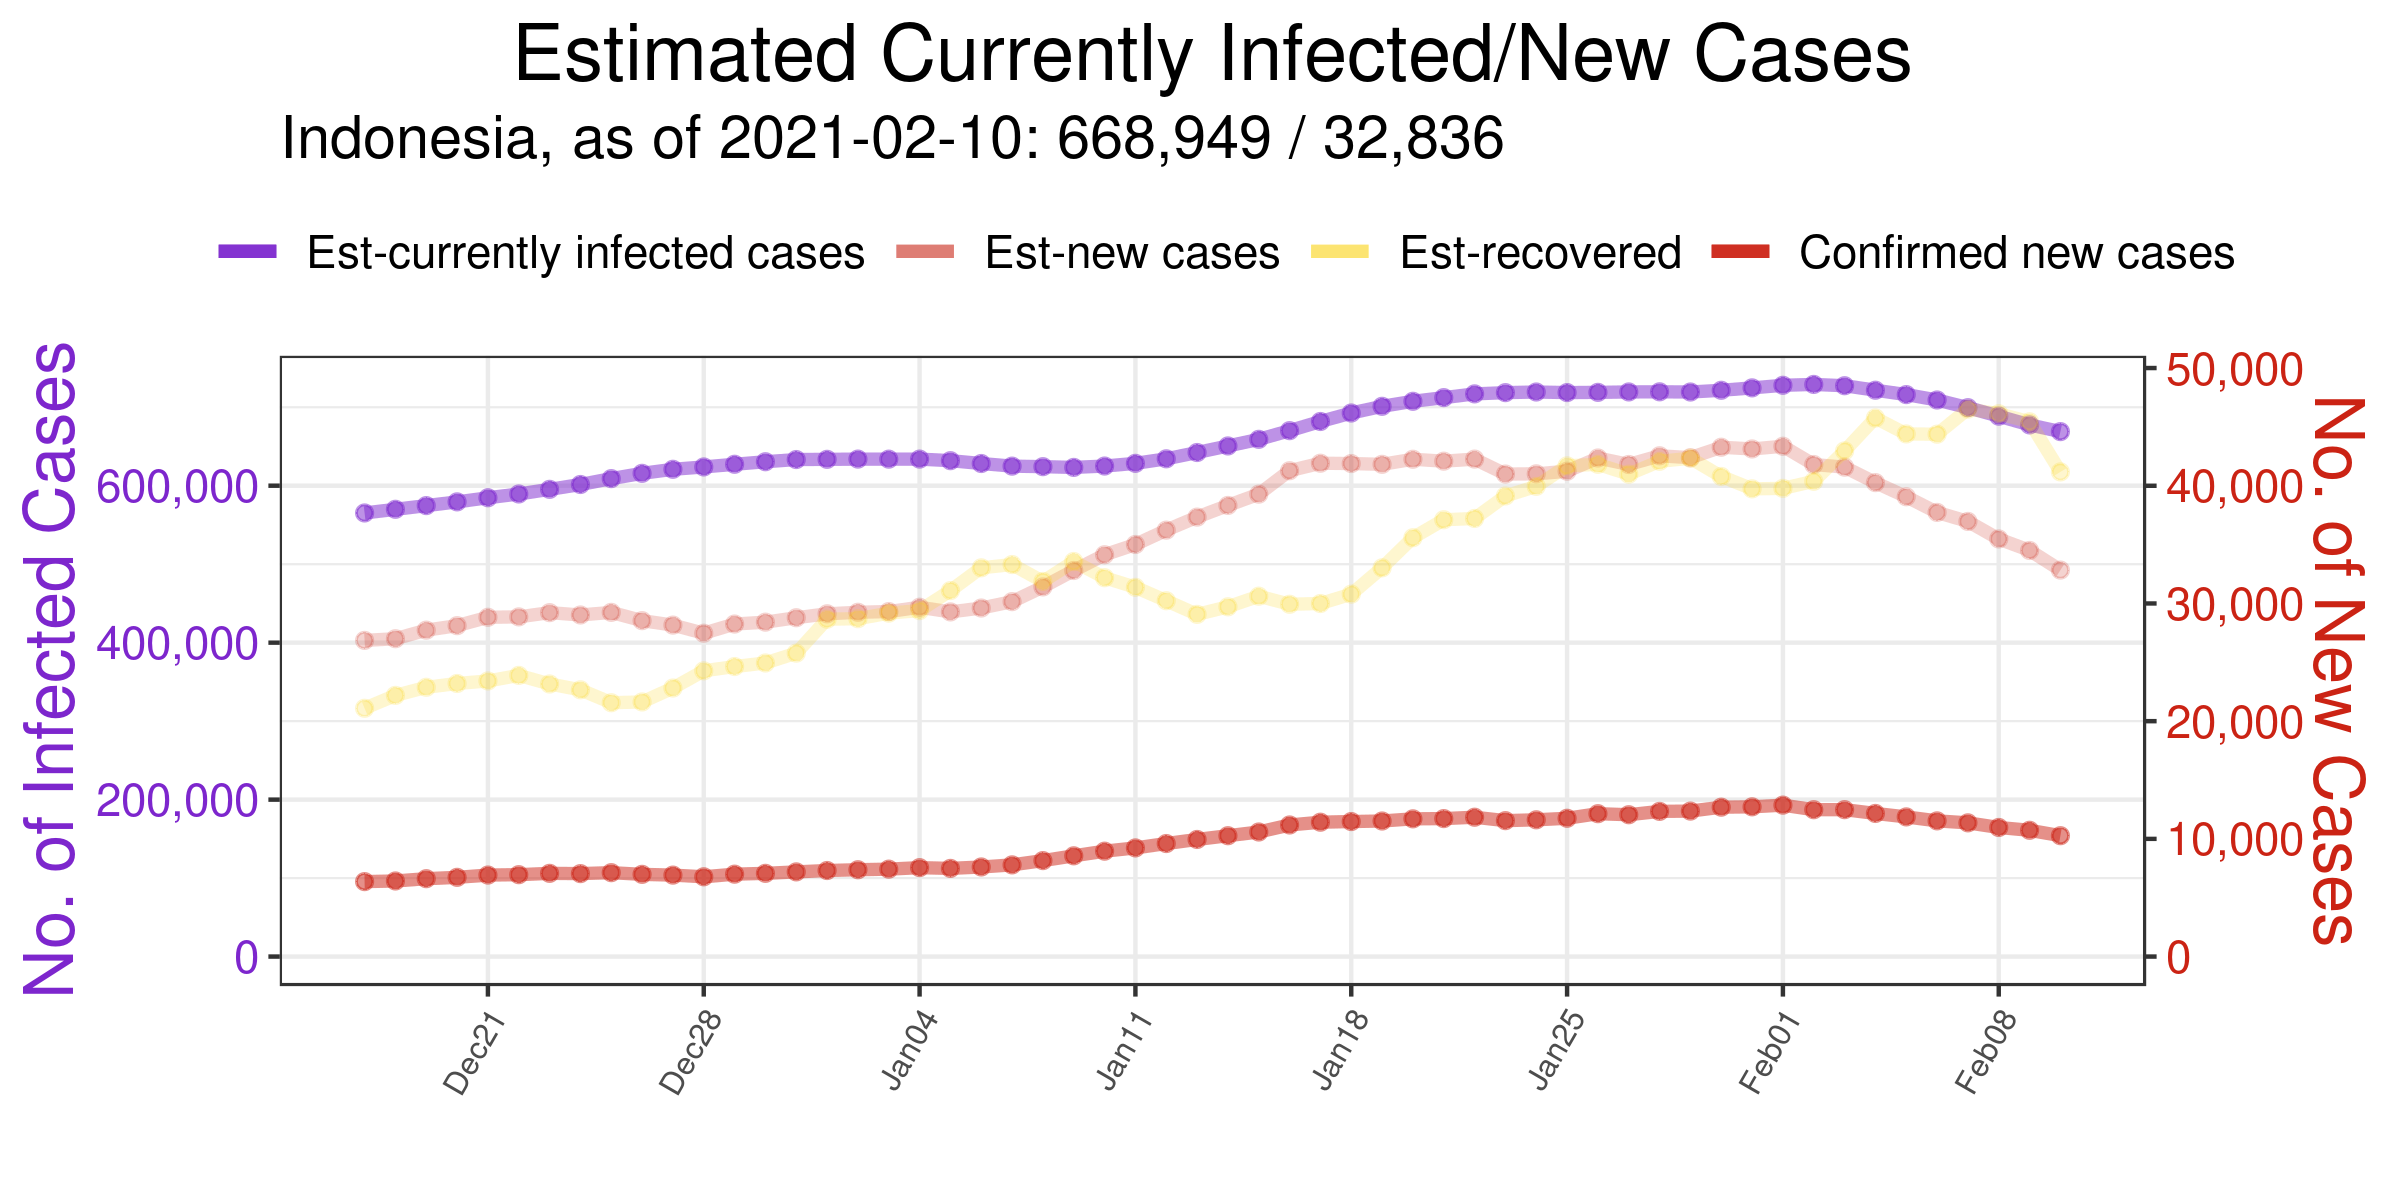 Estimated Currently Infected/New Cases
Indonesia, as of 2021-02-10: 668,949 / 32,836
Est-currently infected cases Est-new cases Est-recovered Confirmed new cases
No. of Infected Cases
600,000
400,000
200,000
0
50,000
40,000
30,000
20,000
10,000
0
No. of New Cases
Dec21 Dec28 Jan04 Jan11 Jan18 Jan25 Feb01 Feb08